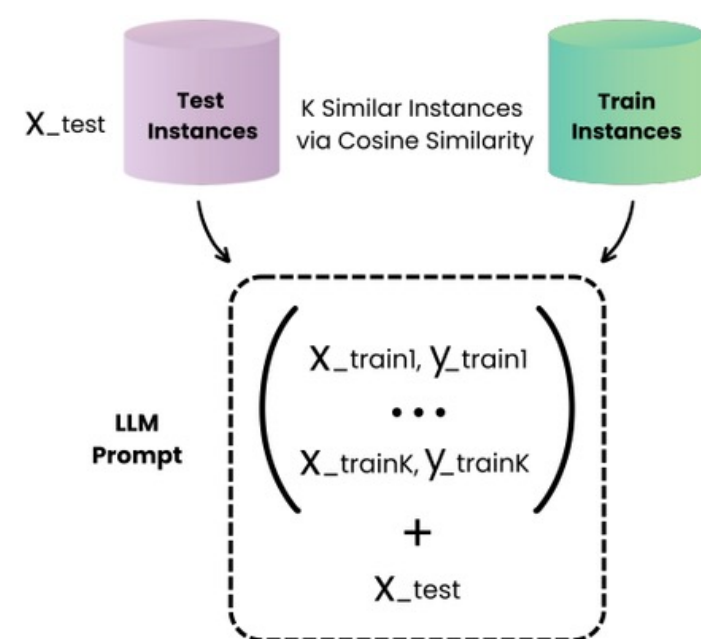 X_test
Test
Instances
K Similar Instances
via Cosine Similarity
Train
Instances
LLM
Prompt
X_train1, y_train1
...
X_trainK, y_trainK
+
X_test